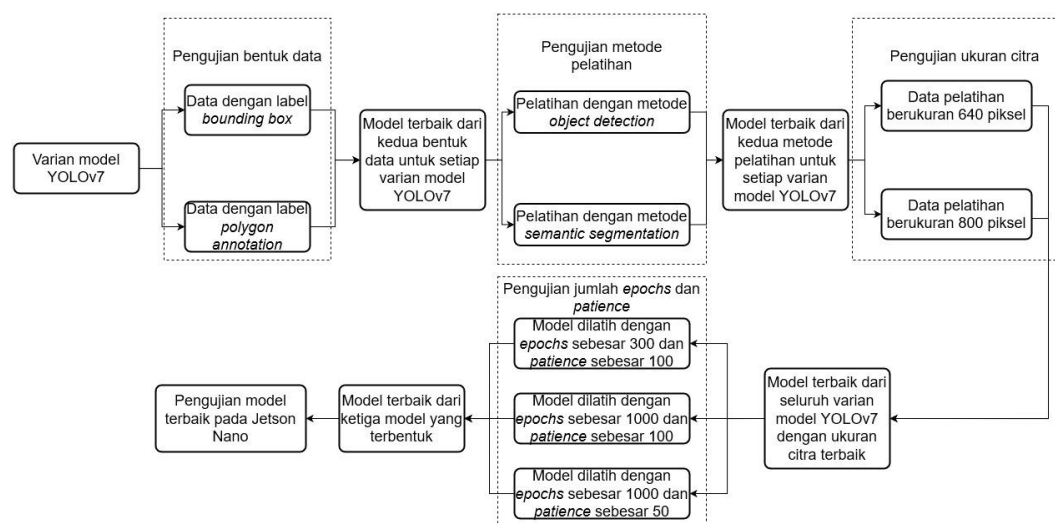 Pengujian bentuk data
Pengujian metode
pelatihan
Pengujian ukuran citra
Varian model
YOLOv7
Data dengan label
bounding box
Data dengan label
polygon
annotation
Model terbaik dari
kedua bentuk
data untuk setiap
varian model
YOLOv7
Pelatihan dengan metode
object detection
Pelatihan dengan metode
semantic segmentation
Model terbaik dari
kedua metode
pelatihan untuk
setiap varian
model YOLOv7
Data pelatihan
berukuran 640 piksel
Data pelatihan
berukuran 800 piksel
Model terbaik dari
seluruh varian
model YOLOv7
dengan ukuran
citra terbaik
Pengujian jumlah epochs dan
patience
Model dilatih dengan
epochs sebesar 300 dan
patience sebesar 100
Model dilatih dengan
epochs sebesar 1000 dan
patience sebesar 100
Model dilatih dengan
epochs sebesar 1000 dan
patience sebesar 50
Model terbaik dari
ketiga model yang
terbentuk
Pengujian model
terbaik pada Jetson
Nano